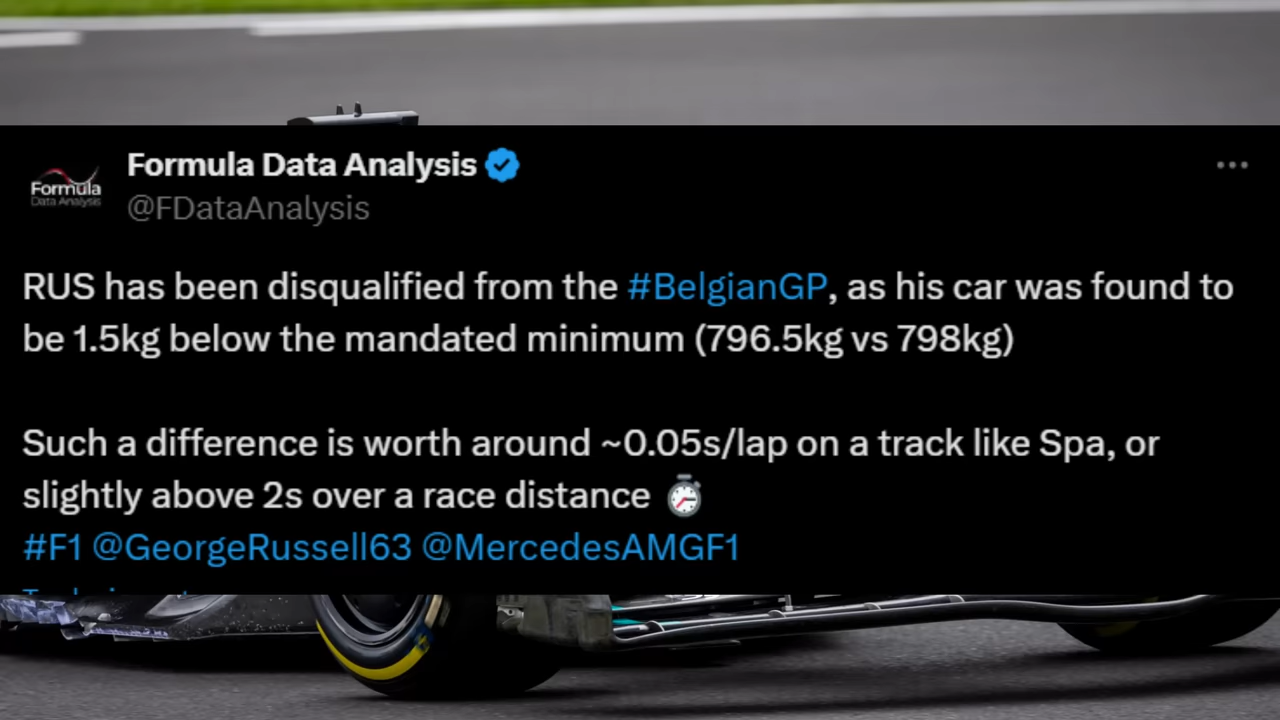 Formula Data Analysis
@FDataAnalysis
Formula
Data Analysis
RUS has been disqualified from the #BelgianGP, as his car was found to
be 1.5kg below the mandated minimum (796.5kg vs 798kg)
Such a difference is worth around ~0.05s/lap on a track like Spa, or
slightly above 2s over a race distance
#F1 @GeorgeRussell63 @MercedesAMGF1